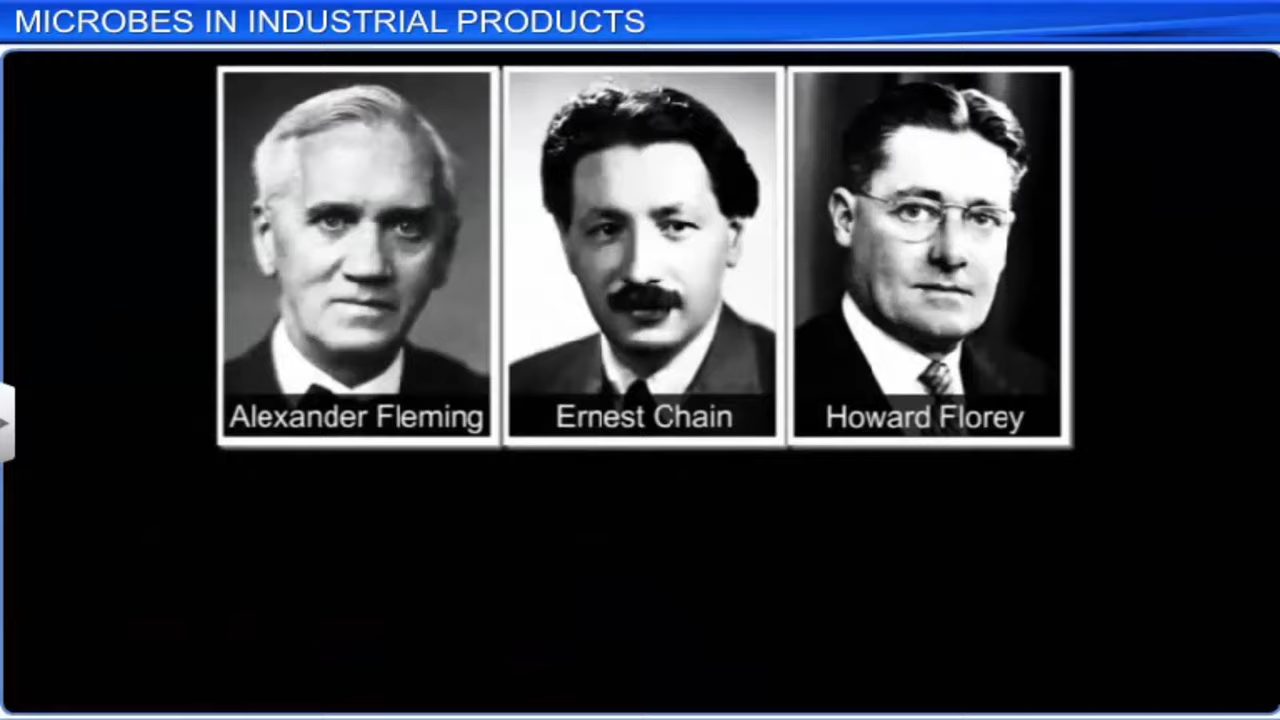 MICROBES IN INDUSTRIAL PRODUCTS
Alexander Fleming
Ernest Chain
Howard Florey